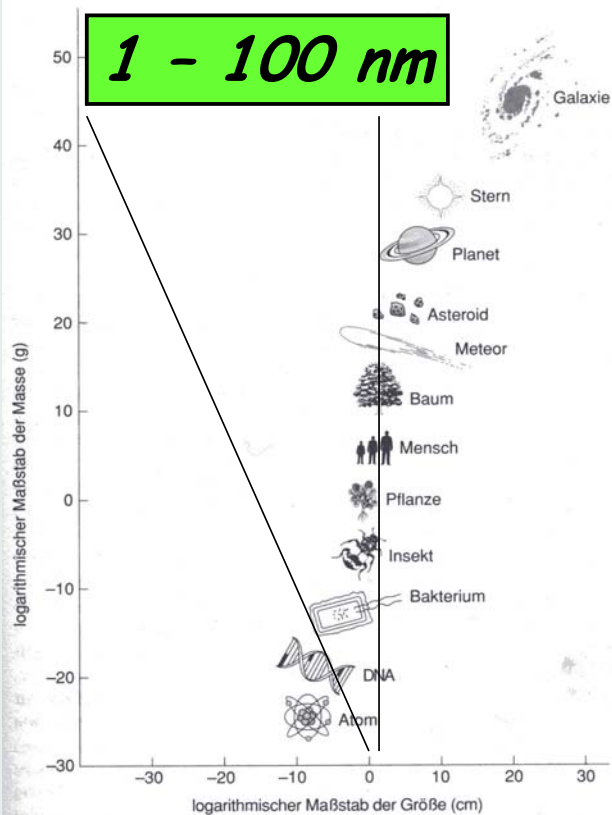 1 - 100 nm
50
40
30
20
10
0
−10
−20
−30
logarithmischer Maßstab der Masse (g)
Galaxie
Stern
Planet
Asteroid
Meteor
Baum
Mensch
Pflanze
Insekt
Bakterium
DNA
Atom
−30 −20 −10 0 10 20 30
logarithmischer Maßstab der Größe (cm)